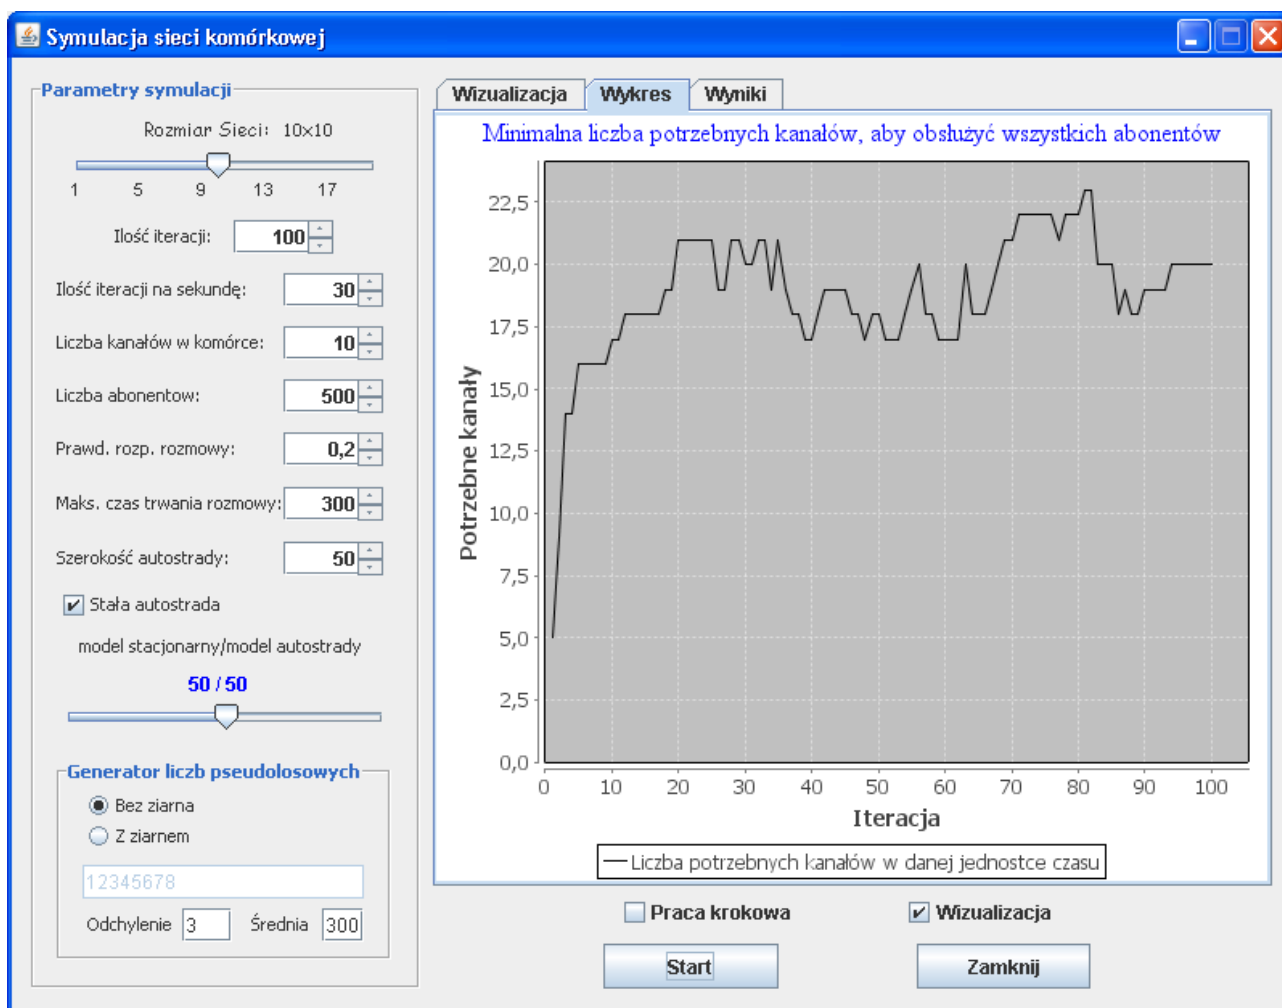 Symulacja sieci komórkowej
Parametry symulacji
Rozmiar Sieci: 10x10
1 5 9 13 17
Ilość iteracji: 100
Ilość iteracji na sekundę: 30
Liczba kanałów w komórce: 10
Liczba abonentow: 500
Prawd. rozp. rozmowy: 0,2
Maks. czas trwania rozmowy: 300
Szerokość autostrady: 50
Stała autostrada
model stacjonarny/model autostrady
50 / 50
Generator liczb pseudolosowych
Bez ziarna
Z ziarnem
12345678
Odchylenie 3 Średnia 300
Wizualizacja Wykres Wyniki
Minimalna liczba potrzebnych kanałów, aby obsłużyć wszystkich abonentów
Potrzebne kanały
22,5
20,0
17,5
15,0
12,5
10,0
7,5
5,0
2,5
0,0
0 10 20 30 40 50 60 70 80 90 100
Iteracja
Liczba potrzebnych kanałów w danej jednostce czasu
Praca krokowa Wizualizacja
Start Zamknij